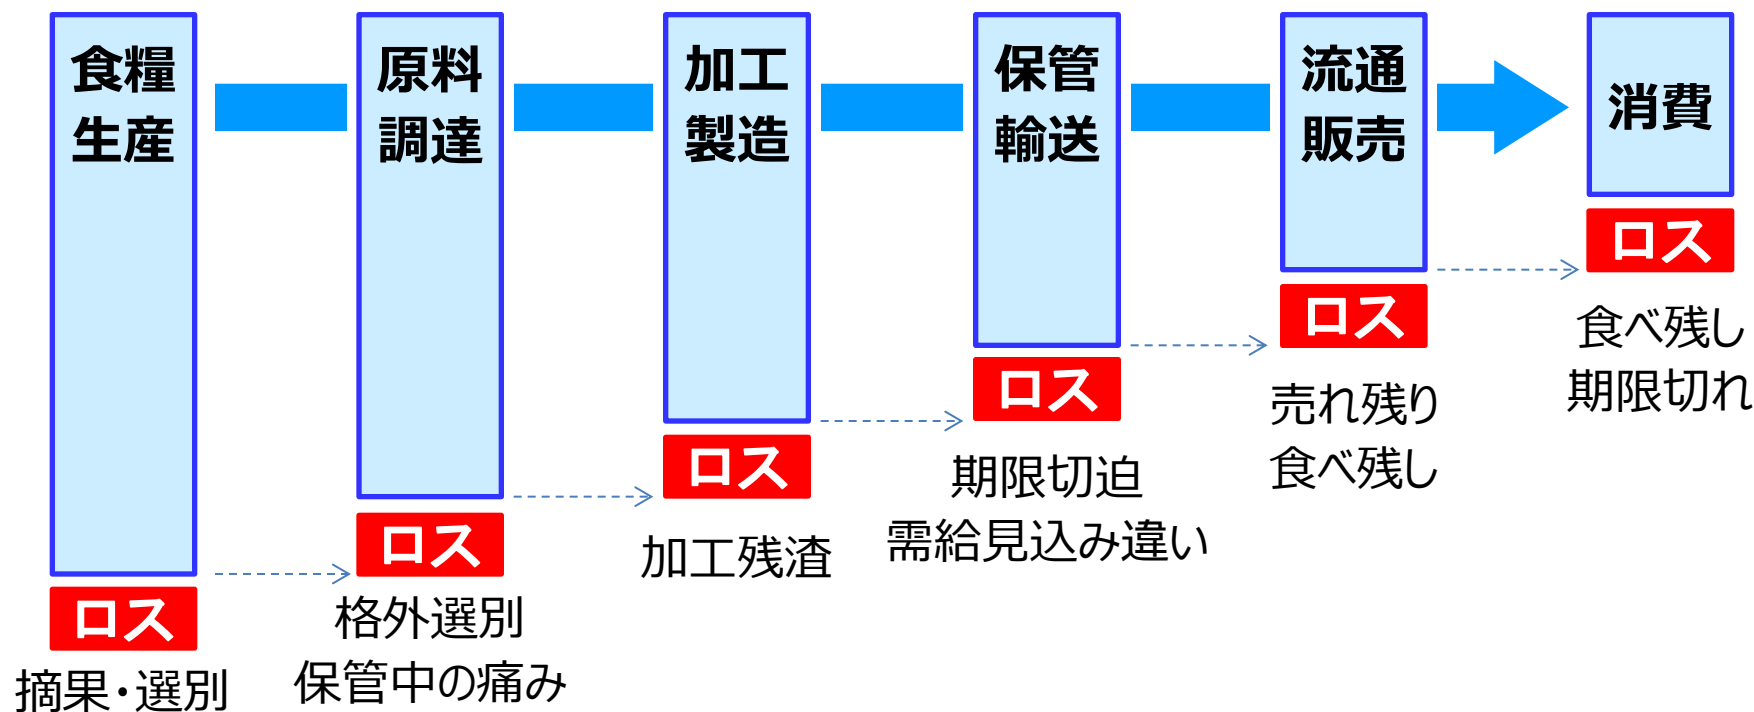 食糧
生産
原料
調達
加工
製造
保管
輸送
流通
販売
消費
ロス
食べ残し
期限切れ
ロス
売れ残り
食べ残し
ロス
期限切迫
需給見込み違い
ロス
加工残渣
ロス
格外選別
保管中の痛み
ロス
摘果・選別